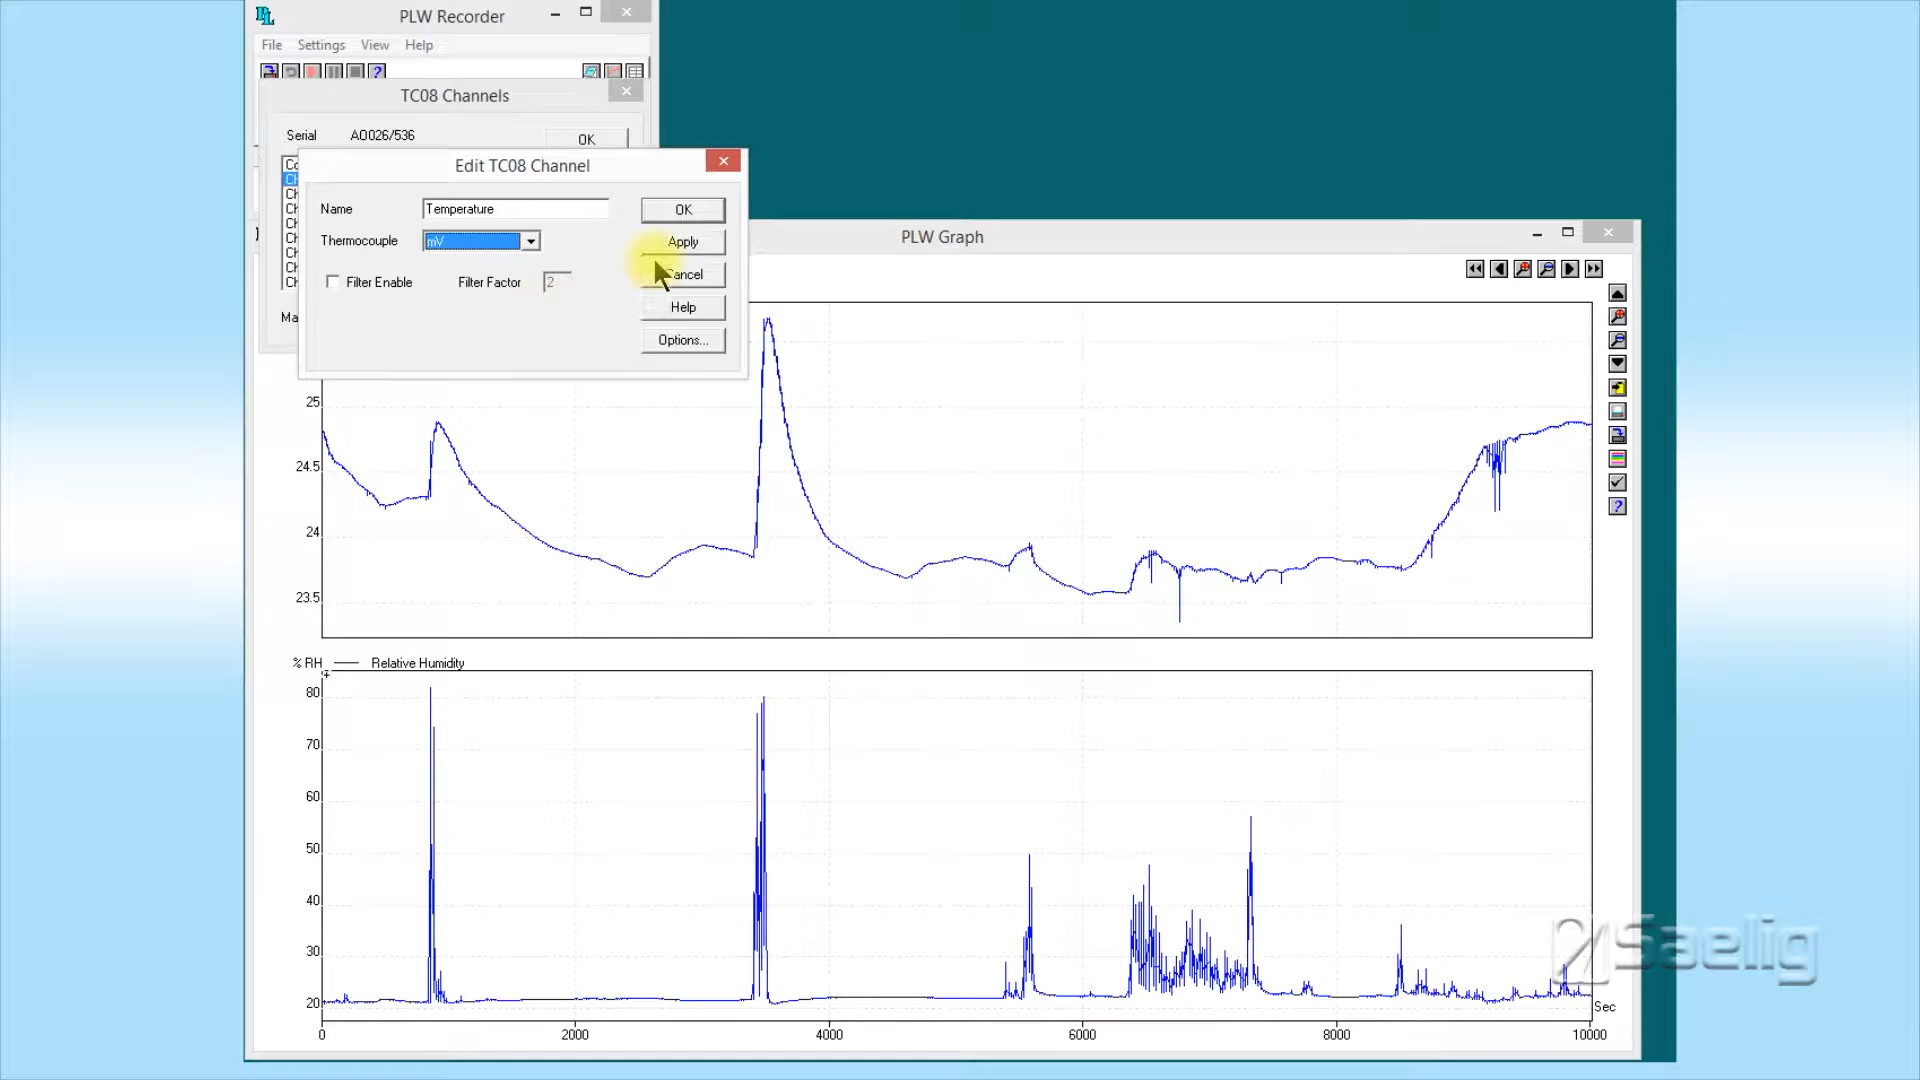 PLW Recorder
File Settings View Help
TC08 Channels
Serial AO026/536
OK
Edit TC08 Channel
Name Temperature OK
Thermocouple mV Apply
Filter Enable Filter Factor 2 Cancel
Help
Options...
PLW Graph
25
24.5
24
23.5
% RH Relative Humidity
80
70
60
50
40
30
20
Sec
0 2000 4000 6000 8000 10000
Saelig